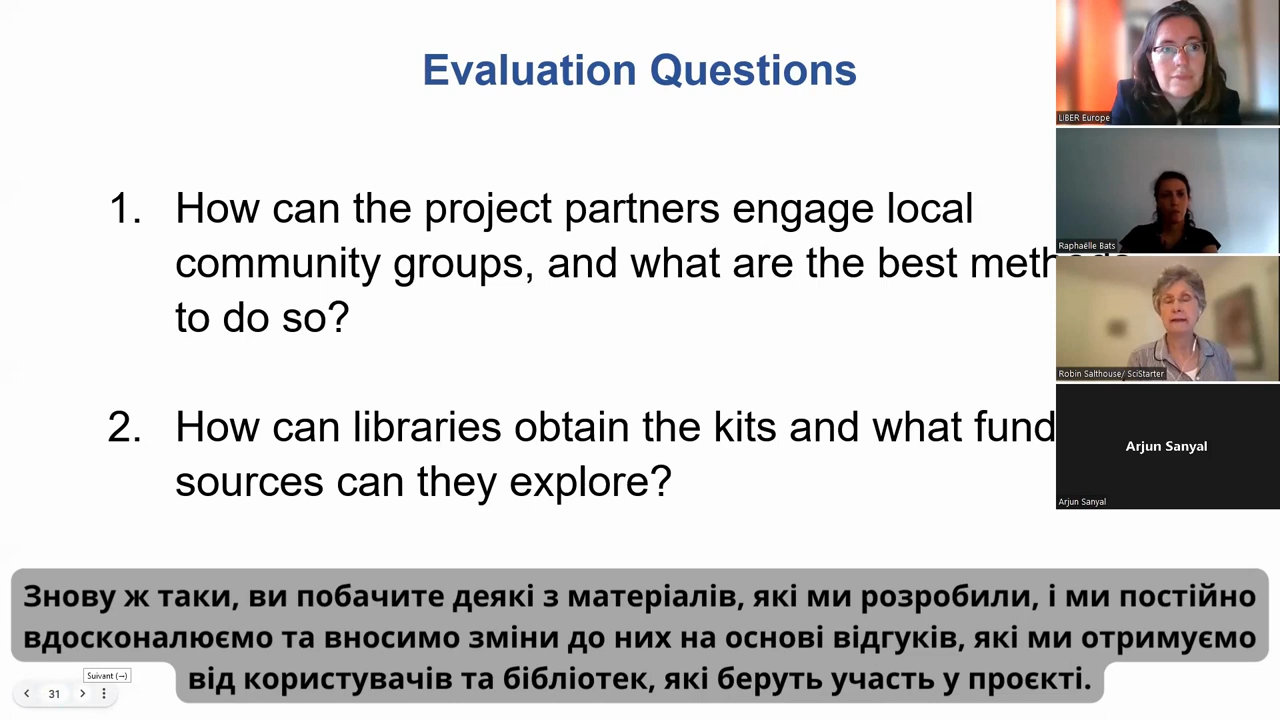 Evaluation Questions
1. How can the project partners engage local
community groups, and what are the best methods
to do so?
2. How can libraries obtain the kits and what fund
sources can they explore?
LIBER Europe
Raphaëlle Bats
Robin Salthouse/ SciStarter
Arjun Sanyal
Arjun Sanyal
Знову ж таки, ви побачите деякі з матеріалів, які ми розробили, і ми постійно
вдосконалюємо та вносимо зміни до них на основі відгуків, які ми отримуємо
від користувачів та бібліотек, які беруть участь у проєкті.
Suivant (→)
31